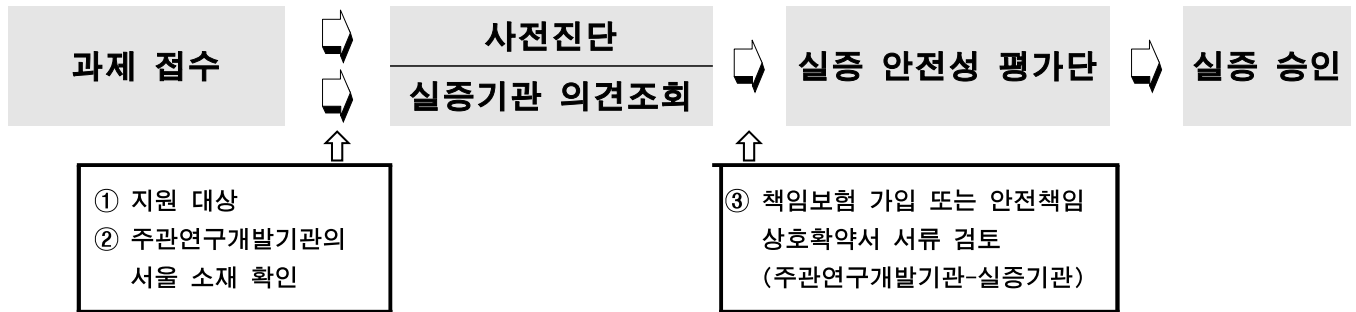 과제 접수
사전진단
실증기관 의견조회
실증 안전성 평가단
실증 승인
① 지원 대상
② 주관연구개발기관의
서울 소재 확인
③ 책임보험 가입 또는 안전책임
상호확약서 서류 검토
(주관연구개발기관-실증기관)